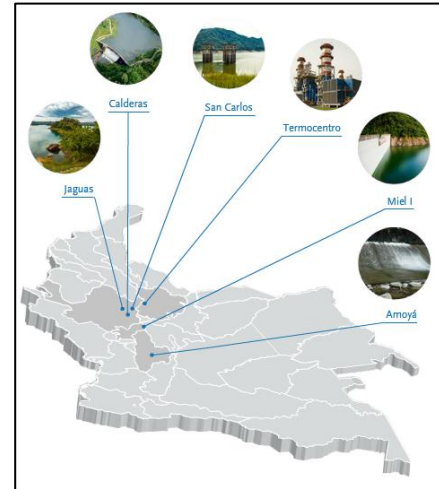 Calderas
San Carlos
Termocentro
Jaguas
Miel I
Amoyá